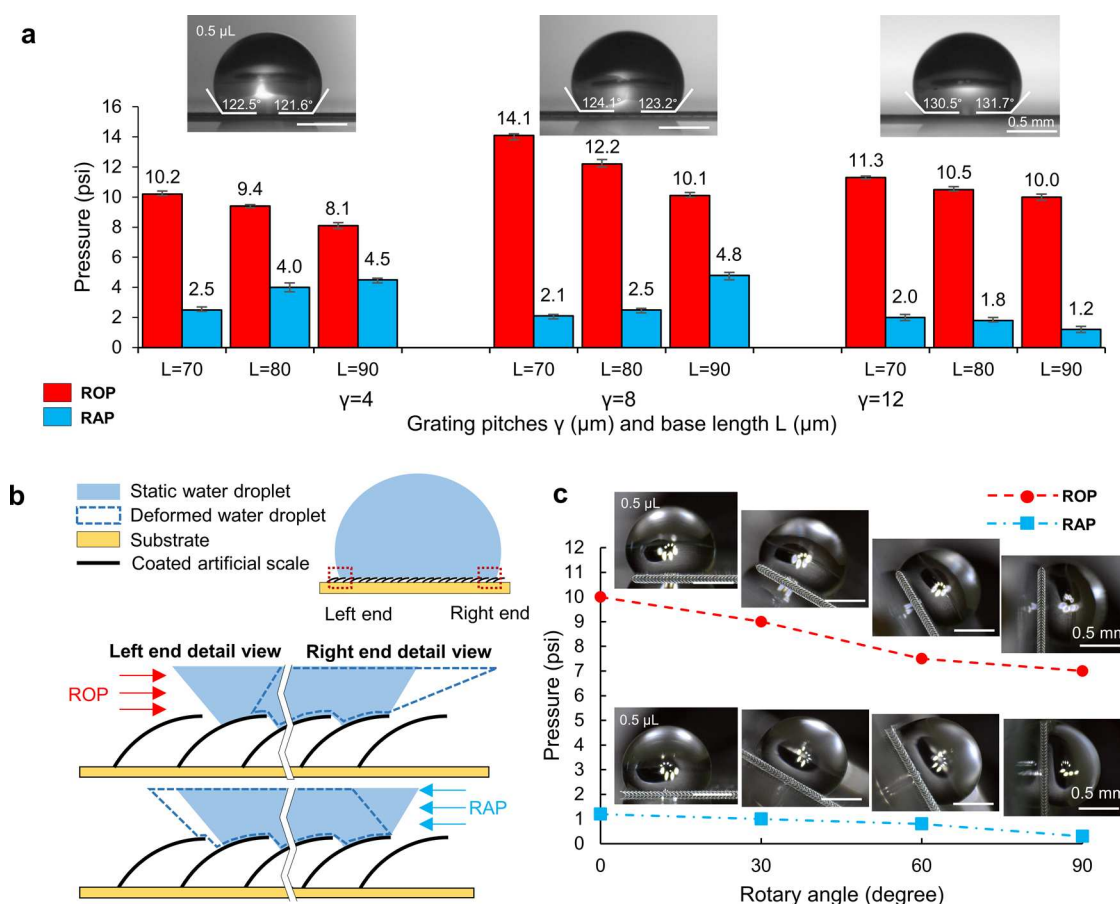 a
0.5 µL
122.5° 121.6°
124.1° 123.2°
130.5° 131.7°
0.5 mm
Pressure (psi)
16
14
12
10
8
6
4
2
0
10.2 2.5 9.4 4.0 8.1 4.5
14.1 2.1 12.2 2.5 10.1 4.8
11.3 2.0 10.5 1.8 10.0 1.2
L=70 L=80 L=90 L=70 L=80 L=90 L=70 L=80 L=90
γ=4 γ=8 γ=12
ROP
RAP
Grating pitches γ (µm) and base length L (µm)
b
Static water droplet
Deformed water droplet
Substrate
Coated artificial scale
Left end Right end
Left end detail view Right end detail view
ROP
RAP
c
ROP
RAP
0.5 µL
0.5 mm
0.5 µL
0.5 mm
Pressure (psi)
12
11
10
9
8
7
6
5
4
3
2
1
0
0 30 60 90
Rotary angle (degree)